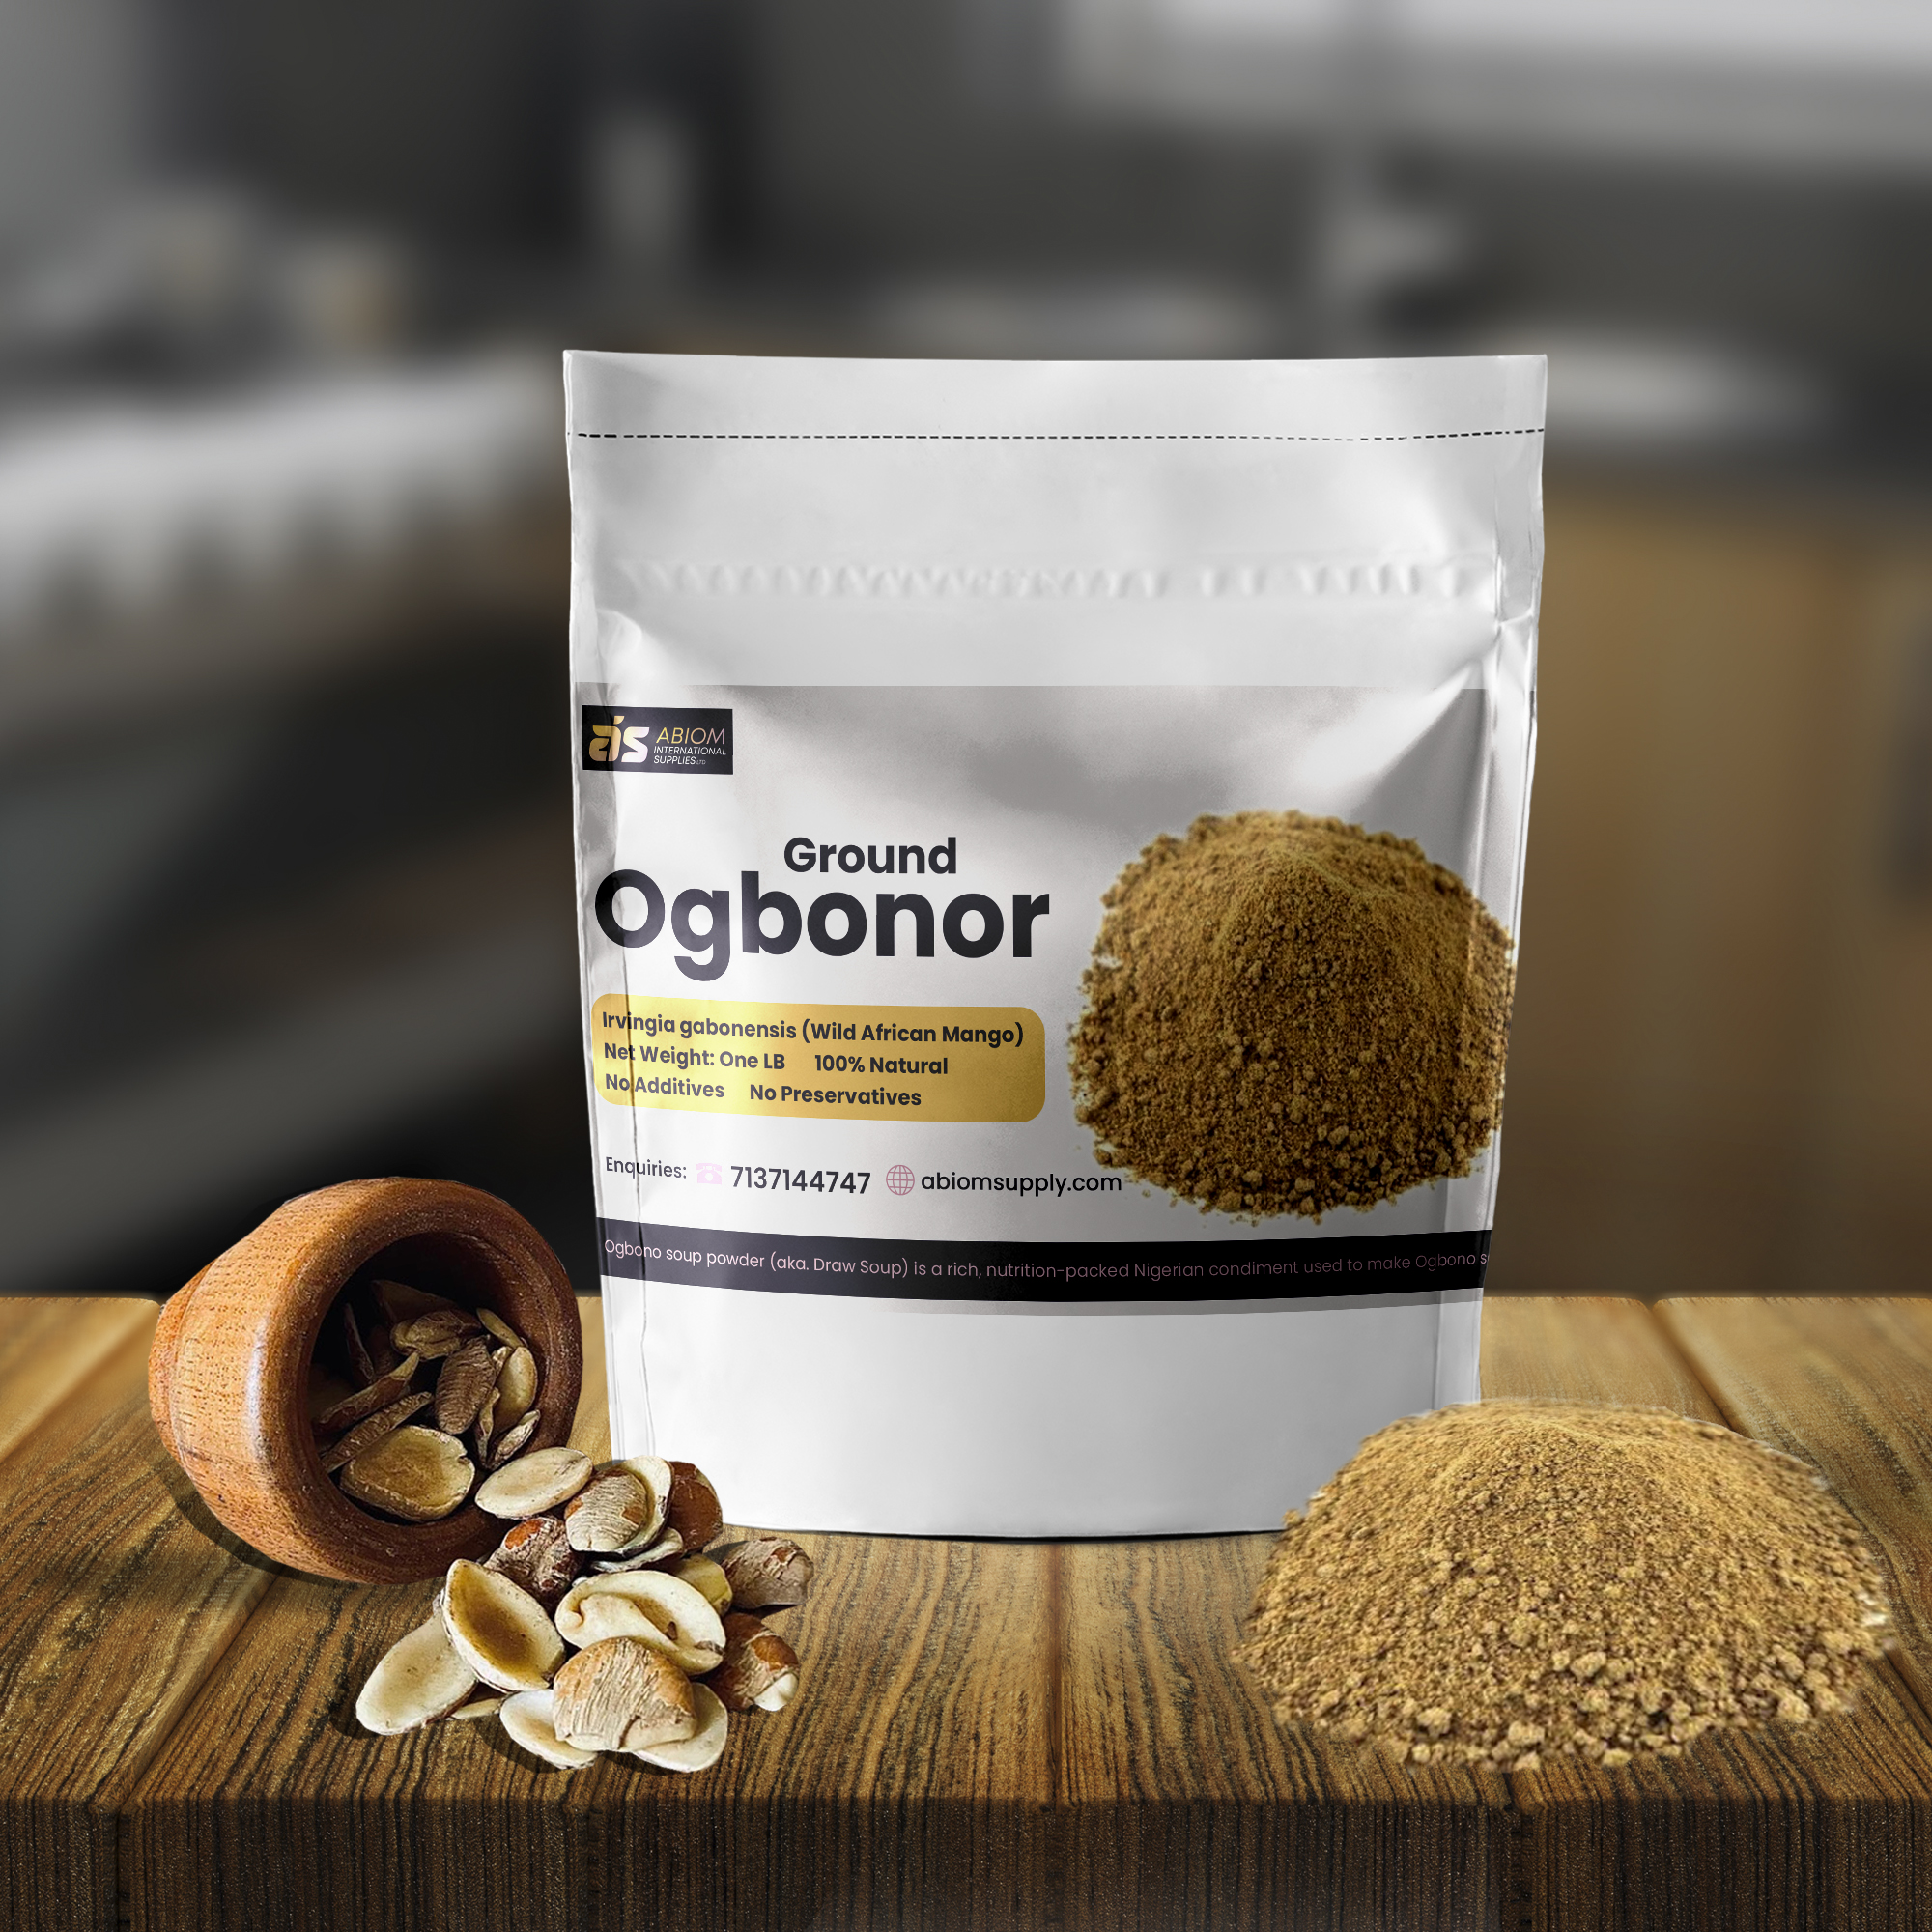 as ABIOM
INTERNATIONAL
SUPPLIES LTD
Ground
Ogbonor
Irvingia gabonensis (Wild African Mango)
Net Weight: One LB 100% Natural
No Additives No Preservatives
Enquiries: 7137144747 abiomsupply.com
Ogbono soup powder (aka. Draw Soup) is a rich, nutrition-packed Nigerian condiment used to make Ogbono